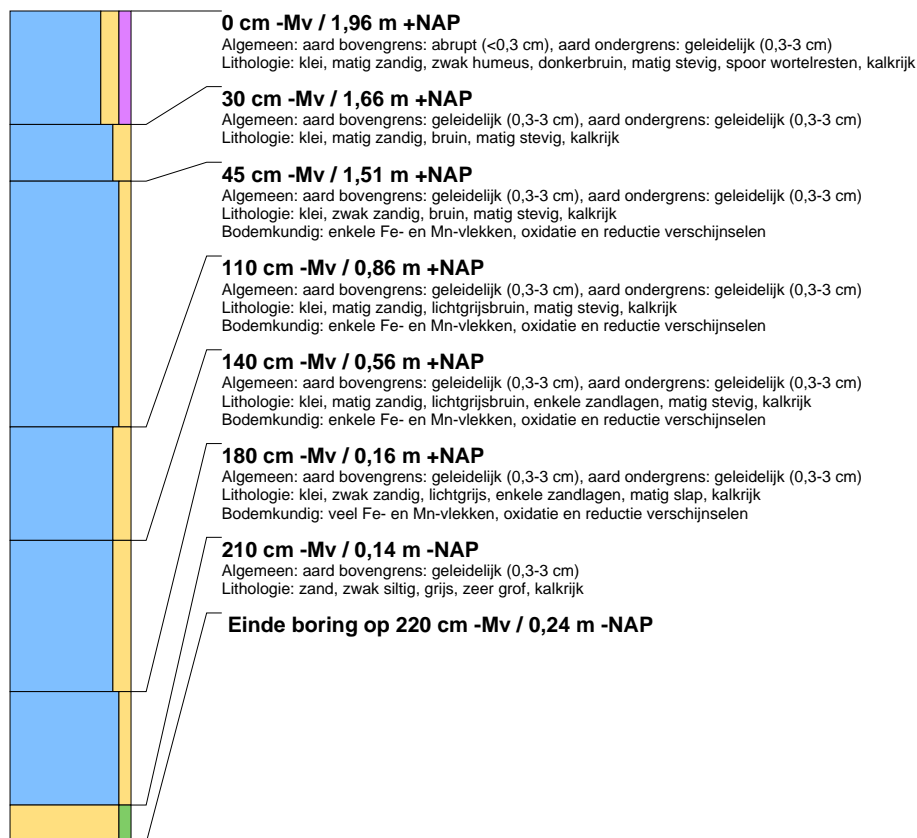 0 cm -Mv / 1,96 m +NAP
Algemeen: aard bovengrens: abrupt (<0,3 cm), aard ondergrens: geleidelijk (0,3-3 cm)
Lithologie: klei, matig zandig, zwak humeus, donkerbruin, matig stevig, spoor wortelresten, kalkrijk
30 cm -Mv / 1,66 m +NAP
Algemeen: aard bovengrens: geleidelijk (0,3-3 cm), aard ondergrens: geleidelijk (0,3-3 cm)
Lithologie: klei, matig zandig, bruin, matig stevig, kalkrijk
45 cm -Mv / 1,51 m +NAP
Algemeen: aard bovengrens: geleidelijk (0,3-3 cm), aard ondergrens: geleidelijk (0,3-3 cm)
Lithologie: klei, zwak zandig, bruin, matig stevig, kalkrijk
Bodemkundig: enkele Fe- en Mn-vlekken, oxidatie en reductie verschijnselen
110 cm -Mv / 0,86 m +NAP
Algemeen: aard bovengrens: geleidelijk (0,3-3 cm), aard ondergrens: geleidelijk (0,3-3 cm)
Lithologie: klei, matig zandig, lichtgrijsbruin, matig stevig, kalkrijk
Bodemkundig: enkele Fe- en Mn-vlekken, oxidatie en reductie verschijnselen
140 cm -Mv / 0,56 m +NAP
Algemeen: aard bovengrens: geleidelijk (0,3-3 cm), aard ondergrens: geleidelijk (0,3-3 cm)
Lithologie: klei, matig zandig, lichtgrijsbruin, enkele zandlagen, matig stevig, kalkrijk
Bodemkundig: enkele Fe- en Mn-vlekken, oxidatie en reductie verschijnselen
180 cm -Mv / 0,16 m +NAP
Algemeen: aard bovengrens: geleidelijk (0,3-3 cm), aard ondergrens: geleidelijk (0,3-3 cm)
Lithologie: klei, zwak zandig, lichtgrijs, enkele zandlagen, matig slap, kalkrijk
Bodemkundig: veel Fe- en Mn-vlekken, oxidatie en reductie verschijnselen
210 cm -Mv / 0,14 m -NAP
Algemeen: aard bovengrens: geleidelijk (0,3-3 cm)
Lithologie: zand, zwak siltig, grijs, zeer grof, kalkrijk
Einde boring op 220 cm -Mv / 0,24 m -NAP